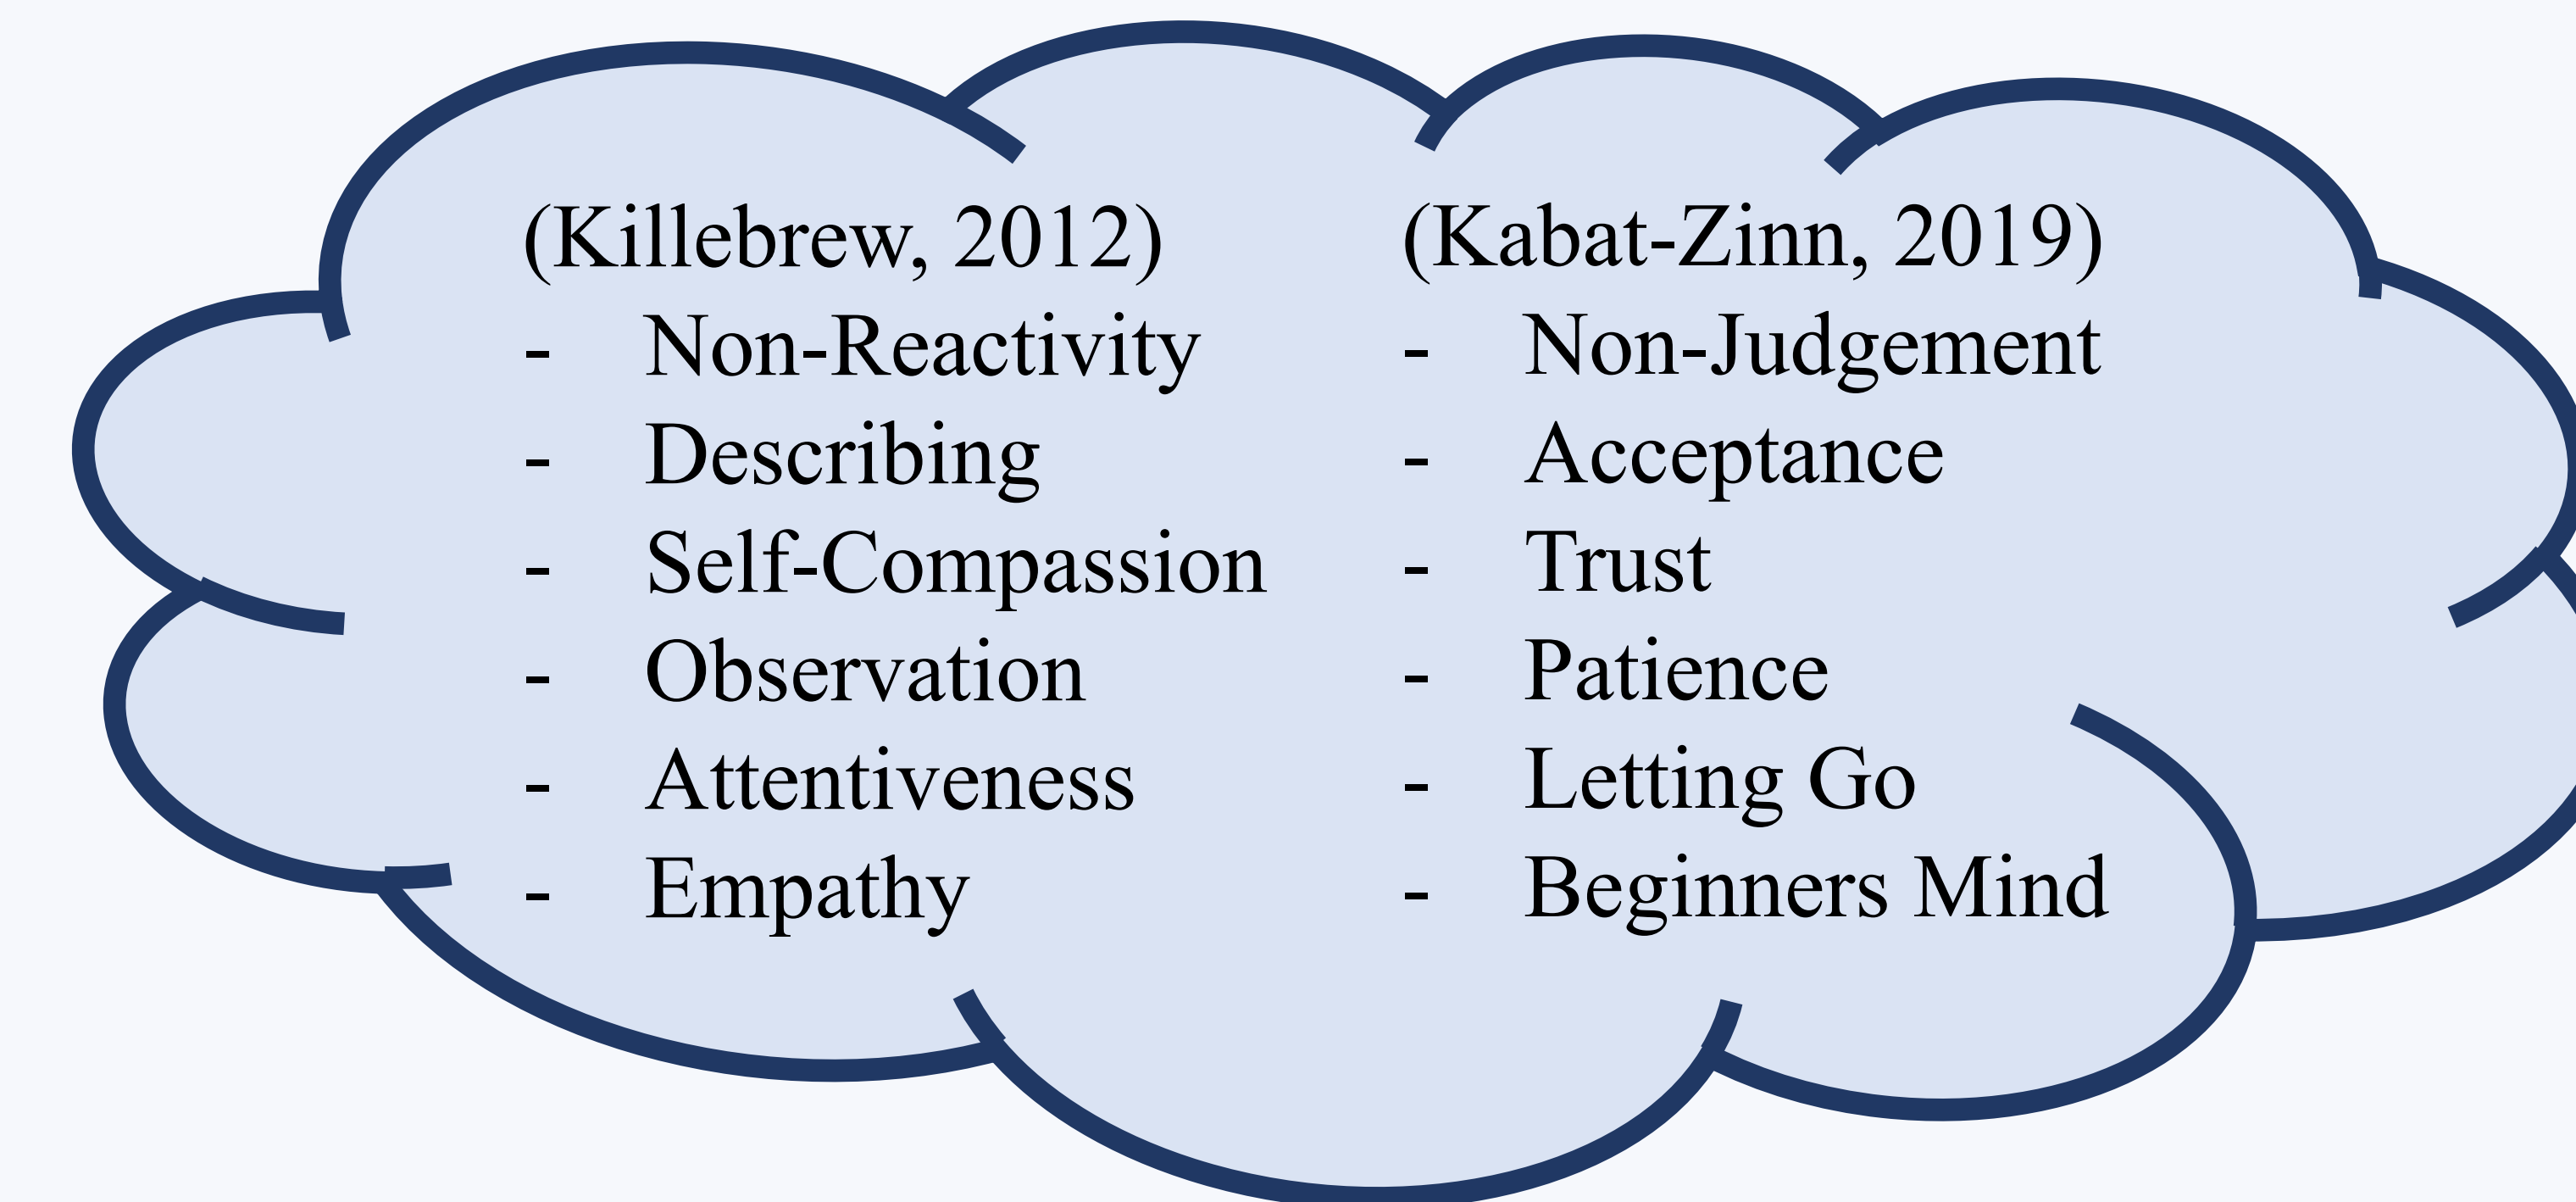 (Killebrew, 2012)
- Non-Reactivity
- Describing
- Self-Compassion
- Observation
- Attentiveness
- Empathy
(Kabat-Zinn, 2019)
- Non-Judgement
- Acceptance
- Trust
- Patience
- Letting Go
- Beginners Mind